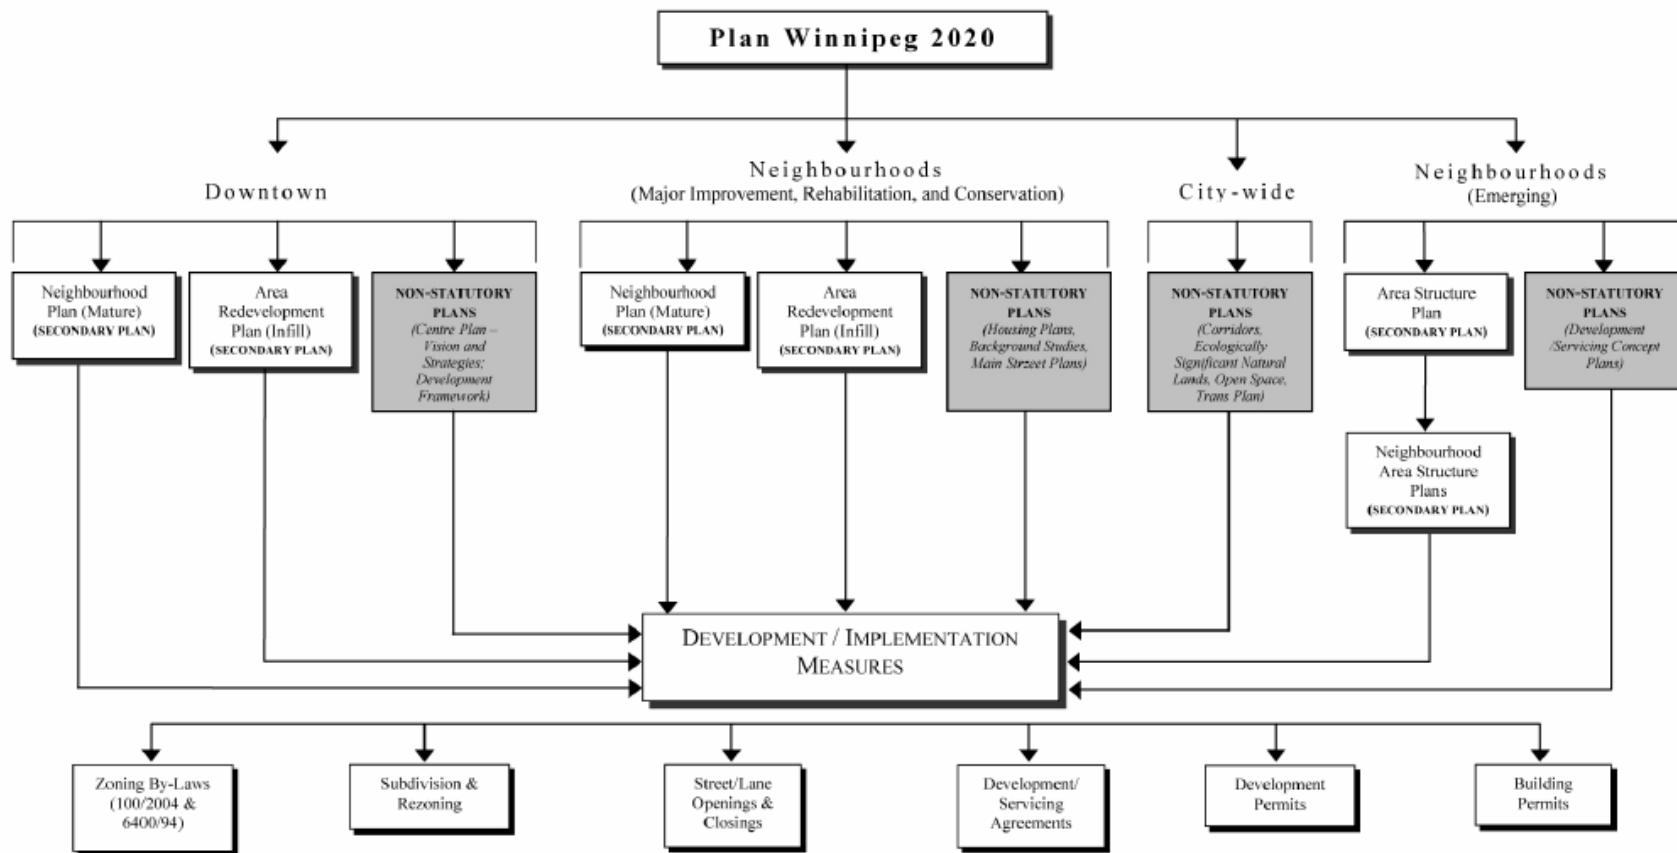 Plan Winnipeg 2020
Downtown
Neighbourhoods
(Major Improvement, Rehabilitation, and Conservation)
City-wide
Neighbourhoods
(Emerging)
Neighbourhood
Plan (Mature)
(SECONDARY PLAN)
Area
Redevelopment
Plan (Infill)
(SECONDARY PLAN)
NON-STATUTORY
PLANS
(Centre Plan –
Vision and
Strategies;
Development
Framework)
Neighbourhood
Plan (Mature)
(SECONDARY PLAN)
Area
Redevelopment
Plan (Infill)
(SECONDARY PLAN)
NON-STATUTORY
PLANS
(Housing Plans,
Background Studies,
Main Street Plans)
NON-STATUTORY
PLANS
(Corridors,
Ecologically
Significant Natural
Lands, Open Space,
Trans Plan)
Area Structure
Plan
(SECONDARY PLAN)
NON-STATUTORY
PLANS
(Development
/Servicing Concept
Plans)
Neighbourhood
Area Structure
Plans
(SECONDARY PLAN)
DEVELOPMENT / IMPLEMENTATION
MEASURES
Zoning By-Laws
(100/2004 &
6400/94)
Subdivision &
Rezoning
Street/Lane
Openings &
Closings
Development/
Servicing
Agreements
Development
Permits
Building
Permits